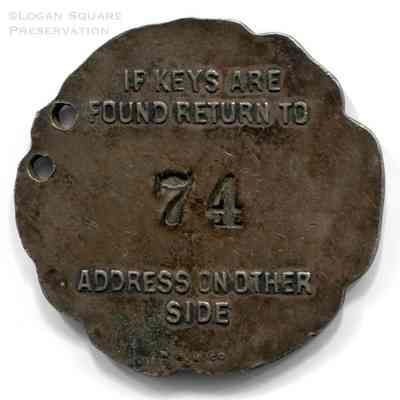 ©Logan Square
Preservation
IF KEYS ARE
FOUND RETURN TO
74
ADDRESS ON OTHER
SIDE